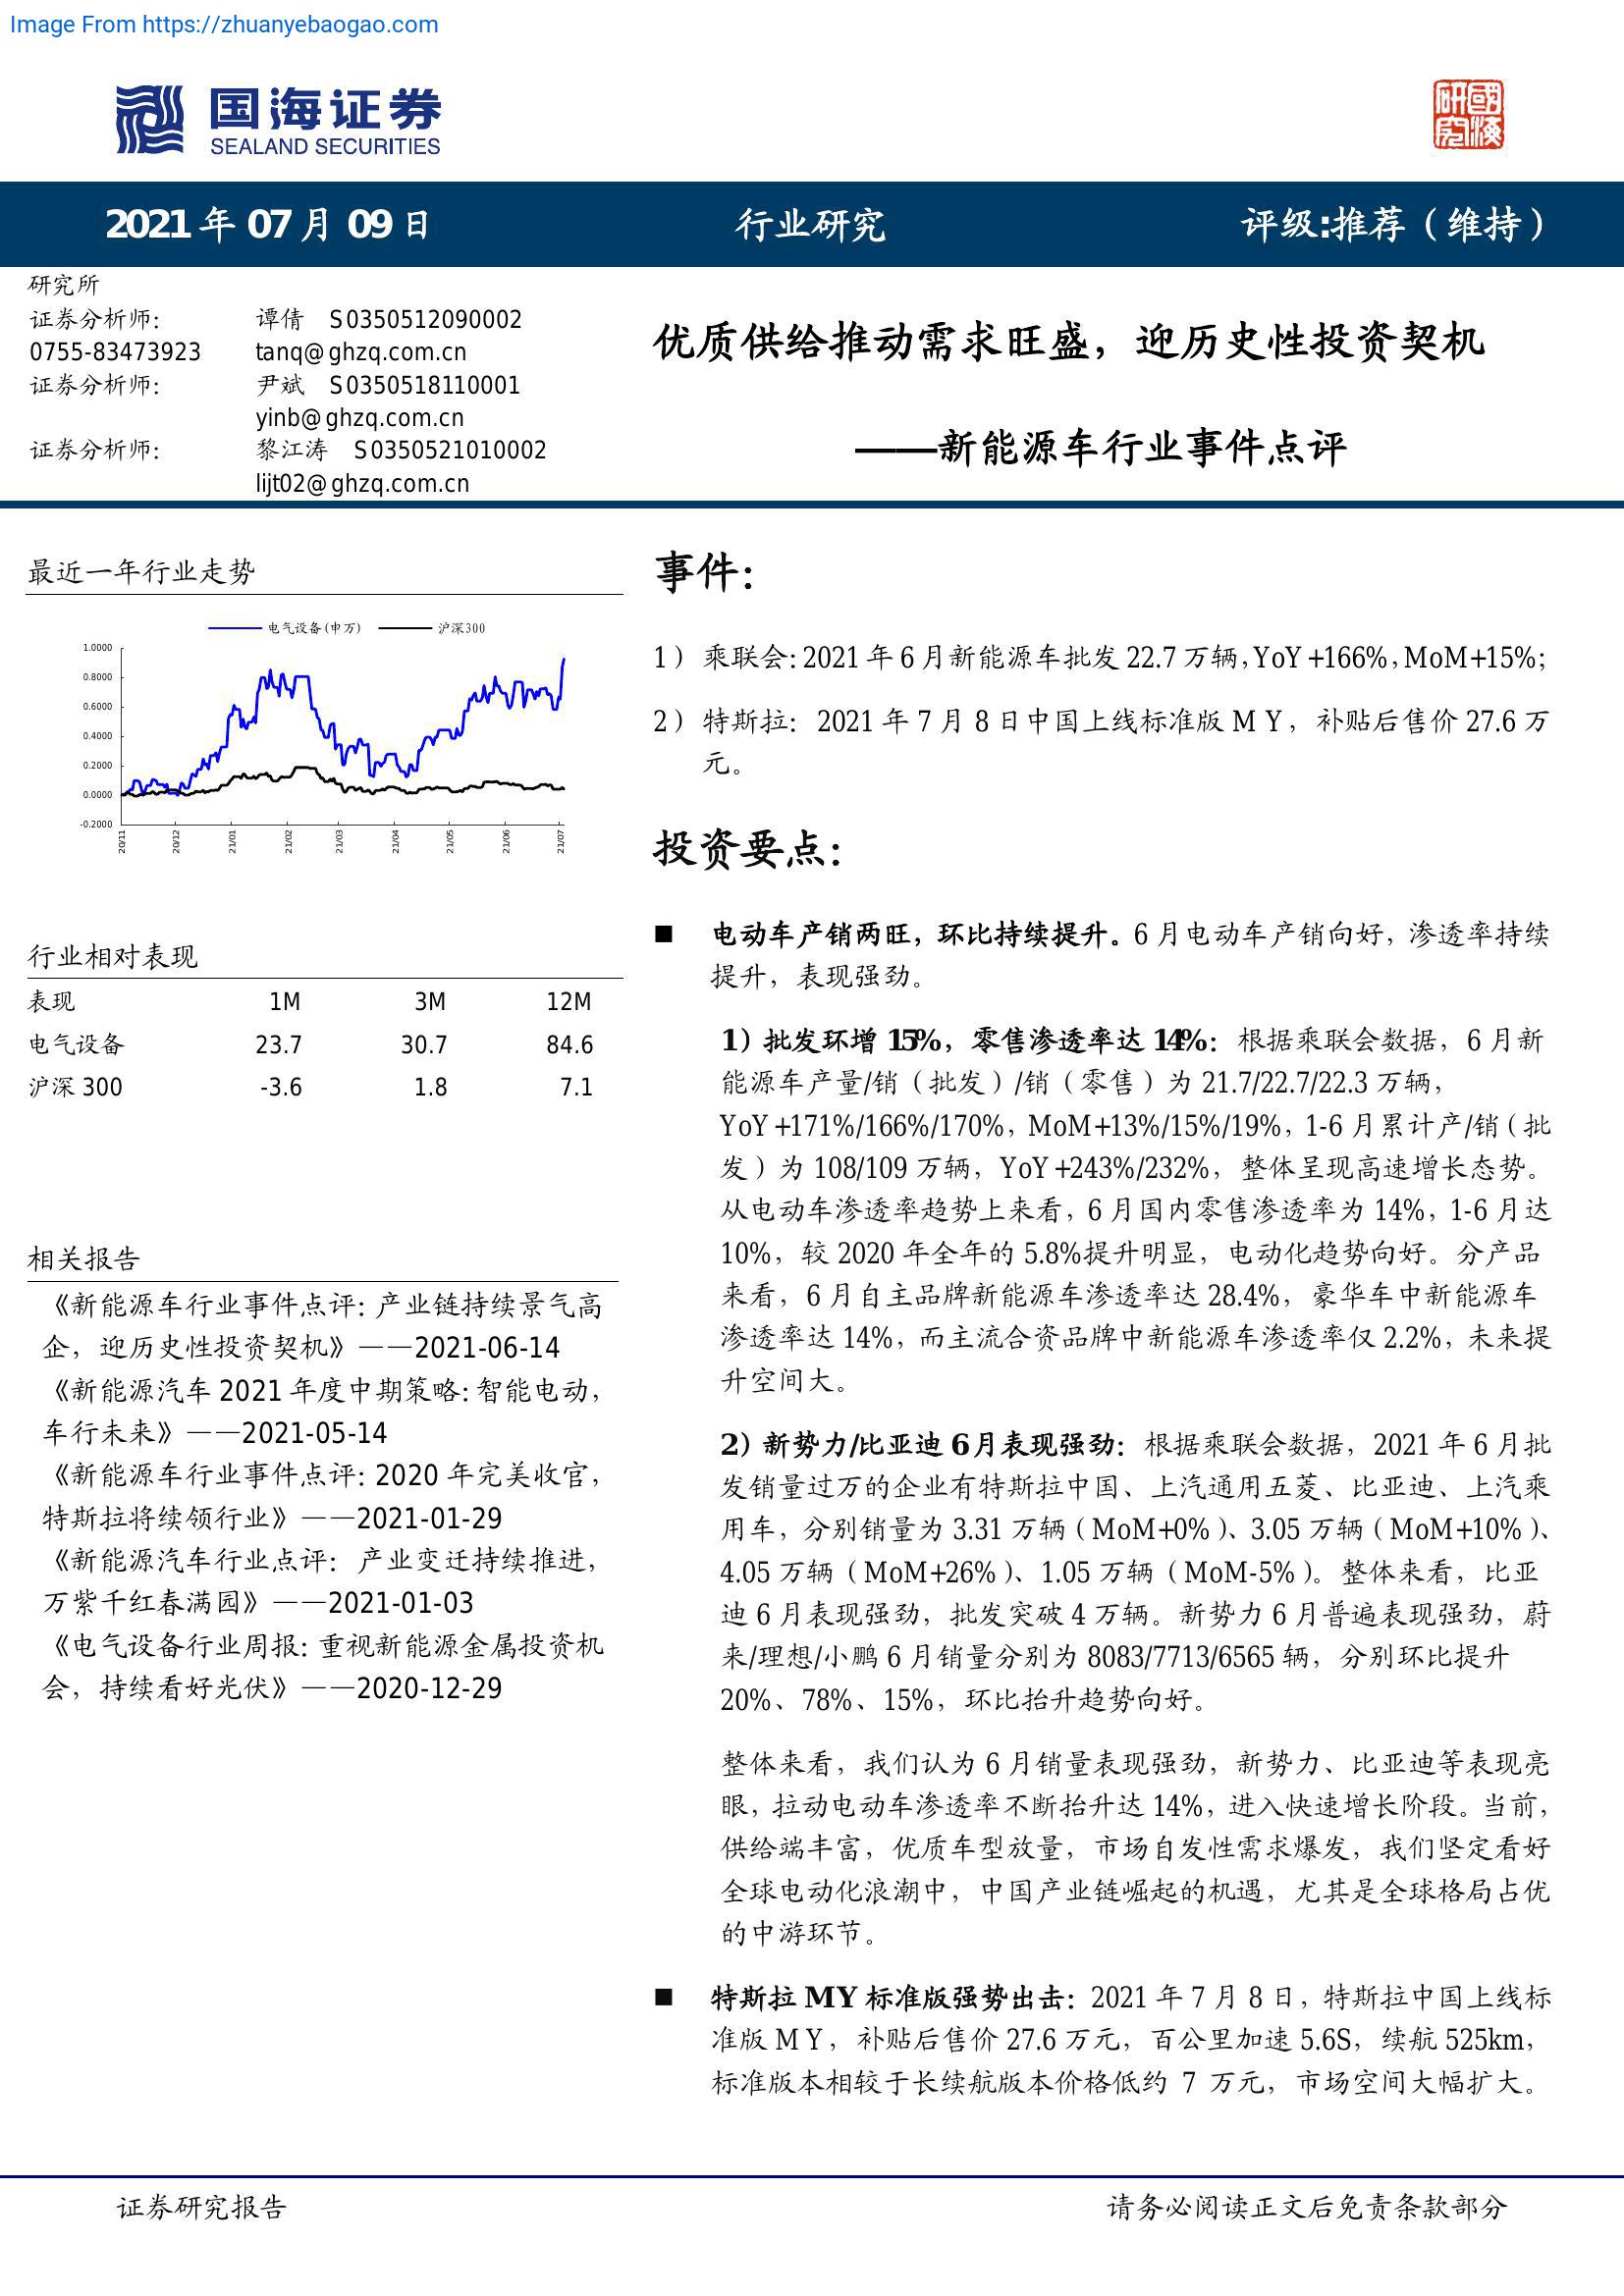 Image From https://zhuanyebaogao.com
国海证券
SEALAND SECURITIES
研究
國海
2021 年 07 月 09 日
行业研究
评级:推荐（维持）
研究所
证券分析师:
谭倩 S0350512090002
0755-83473923
tanq@ghzq.com.cn
证券分析师:
尹斌 S0350518110001
yinb@ghzq.com.cn
证券分析师:
黎江涛 S0350521010002
lijt02@ghzq.com.cn
优质供给推动需求旺盛，迎历史性投资契机
——新能源车行业事件点评
最近一年行业走势
电气设备(申万)
沪深300
1.0000
0.8000
0.6000
0.4000
0.2000
0.0000
-0.2000
20/11
20/12
21/01
21/02
21/03
21/04
21/05
21/06
21/07
行业相对表现
表现 1M 3M 12M
电气设备 23.7 30.7 84.6
沪深 300 -3.6 1.8 7.1
相关报告
《新能源车行业事件点评: 产业链持续景气高
企，迎历史性投资契机》——2021-06-14
《新能源汽车 2021 年度中期策略: 智能电动，
车行未来》——2021-05-14
《新能源车行业事件点评: 2020 年完美收官，
特斯拉将续领行业》——2021-01-29
《新能源汽车行业点评: 产业变迁持续推进，
万紫千红春满园》——2021-01-03
《电气设备行业周报: 重视新能源金属投资机
会，持续看好光伏》——2020-12-29
事件:
1） 乘联会: 2021 年 6 月新能源车批发 22.7 万辆，YoY+166%，MoM+15%;
2） 特斯拉: 2021 年 7 月 8 日中国上线标准版 MY，补贴后售价 27.6 万
元。
投资要点:
■ 电动车产销两旺，环比持续提升。6 月电动车产销向好，渗透率持续
提升，表现强劲。
1) 批发环增 15%，零售渗透率达 14%: 根据乘联会数据，6 月新
能源车产量/销（批发）/销（零售）为 21.7/22.7/22.3 万辆，
YoY+171%/166%/170%，MoM+13%/15%/19%，1-6 月累计产/销（批
发）为 108/109 万辆，YoY+243%/232%，整体呈现高速增长态势。
从电动车渗透率趋势上来看，6 月国内零售渗透率为 14%，1-6 月达
10%，较 2020 年全年的 5.8%提升明显，电动化趋势向好。分产品
来看，6 月自主品牌新能源车渗透率达 28.4%，豪华车中新能源车
渗透率达 14%，而主流合资品牌中新能源车渗透率仅 2.2%，未来提
升空间大。
2) 新势力/比亚迪 6 月表现强劲: 根据乘联会数据，2021 年 6 月批
发销量过万的企业有特斯拉中国、上汽通用五菱、比亚迪、上汽乘
用车，分别销量为 3.31 万辆（MoM+0%）、3.05 万辆（MoM+10%）、
4.05 万辆（MoM+26%）、1.05 万辆（MoM-5%）。整体来看，比亚
迪 6 月表现强劲，批发突破 4 万辆。新势力 6 月普遍表现强劲，蔚
来/理想/小鹏 6 月销量分别为 8083/7713/6565 辆，分别环比提升
20%、78%、15%，环比抬升趋势向好。
整体来看，我们认为 6 月销量表现强劲，新势力、比亚迪等表现亮
眼，拉动电动车渗透率不断抬升达 14%，进入快速增长阶段。当前，
供给端丰富，优质车型放量，市场自发性需求爆发，我们坚定看好
全球电动化浪潮中，中国产业链崛起的机遇，尤其是全球格局占优
的中游环节。
■ 特斯拉 MY 标准版强势出击: 2021 年 7 月 8 日，特斯拉中国上线标
准版 MY，补贴后售价 27.6 万元，百公里加速 5.6S，续航 525km，
标准版本相较于长续航版本价格低约 7 万元，市场空间大幅扩大。
证券研究报告
请务必阅读正文后免责条款部分